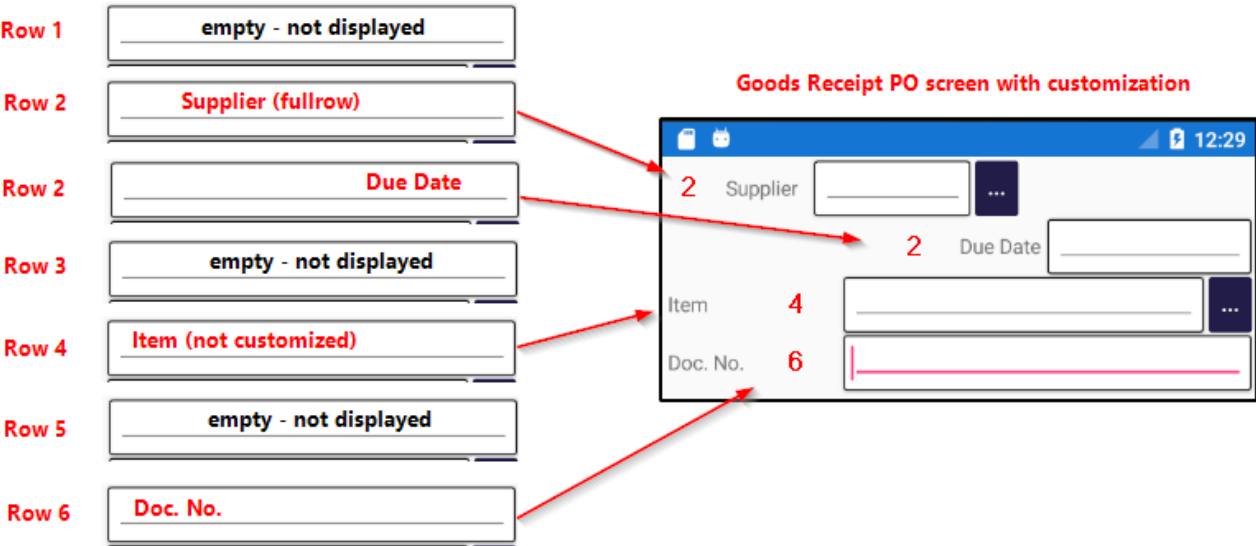 Row 1 empty - not displayed
Row 2 Supplier (fullrow)
Row 2 Due Date
Row 3 empty - not displayed
Row 4 Item (not customized)
Row 5 empty - not displayed
Row 6 Doc. No.
Goods Receipt PO screen with customization
12:29
2 Supplier ...
2 Due Date
Item 4 ...
Doc. No. 6